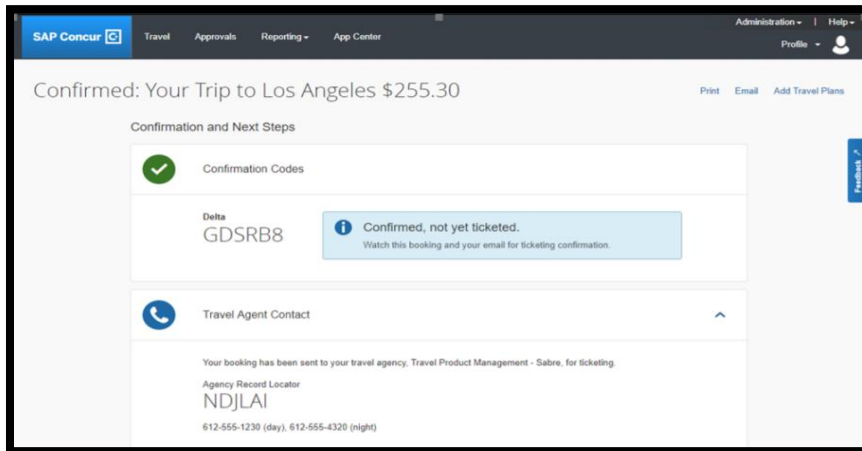 Administration | Help
SAP Concur C Travel Approvals Reporting App Center
Profile
Confirmed: Your Trip to Los Angeles $255.30
Print Email Add Travel Plans
Confirmation and Next Steps
Feedback
Confirmation Codes
Delta
GDSRB8
Confirmed, not yet ticketed.
Watch this booking and your email for ticketing confirmation.
Travel Agent Contact
Your booking has been sent to your travel agency, Travel Product Management - Sabre, for ticketing.
Agency Record Locator
NDJLAI
612-555-1230 (day), 612-555-4320 (night)